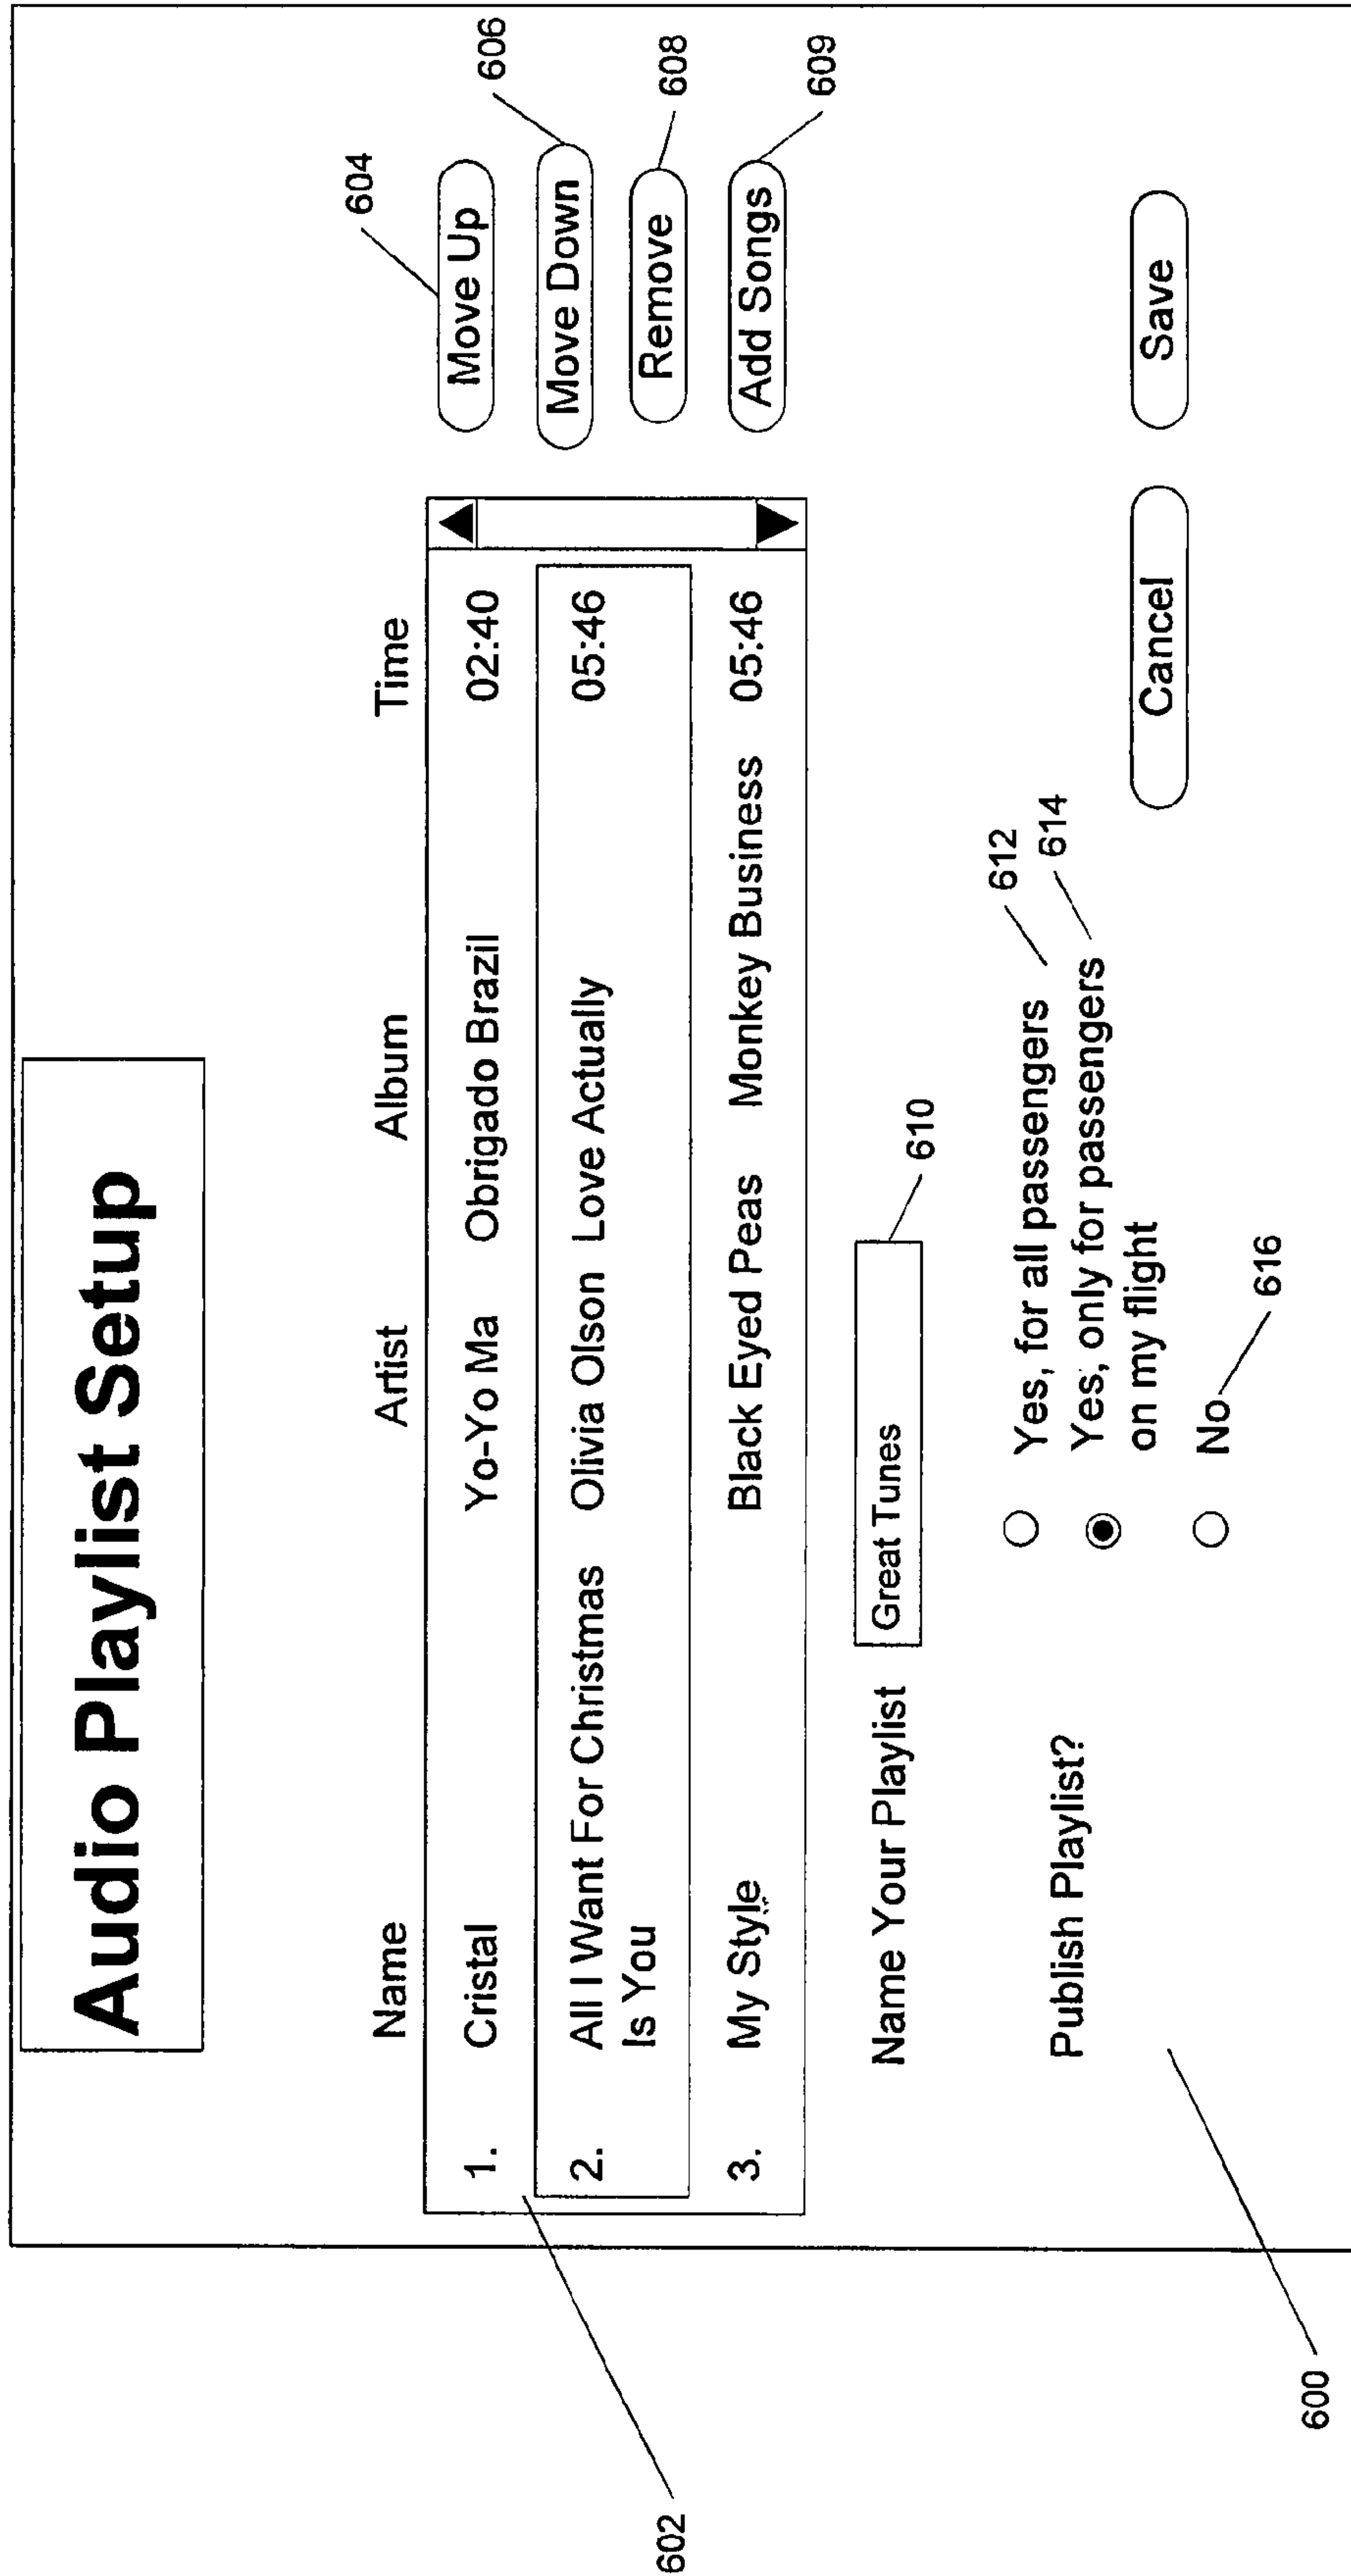 Audio Playlist Setup
604
606
608
609
Name Artist Album Time
1. Cristal Yo-Yo Ma Obrigado Brazil 02:40
2. All I Want For Christmas Olivia Olson Love Actually 05:46
Is You
3. My Style Black Eyed Peas Monkey Business 05:46
Move Up
Move Down
Remove
Add Songs
602
Name Your Playlist Great Tunes
610
Publish Playlist?
Yes, for all passengers
612
Yes, only for passengers
on my flight
614
No
616
Cancel Save
600